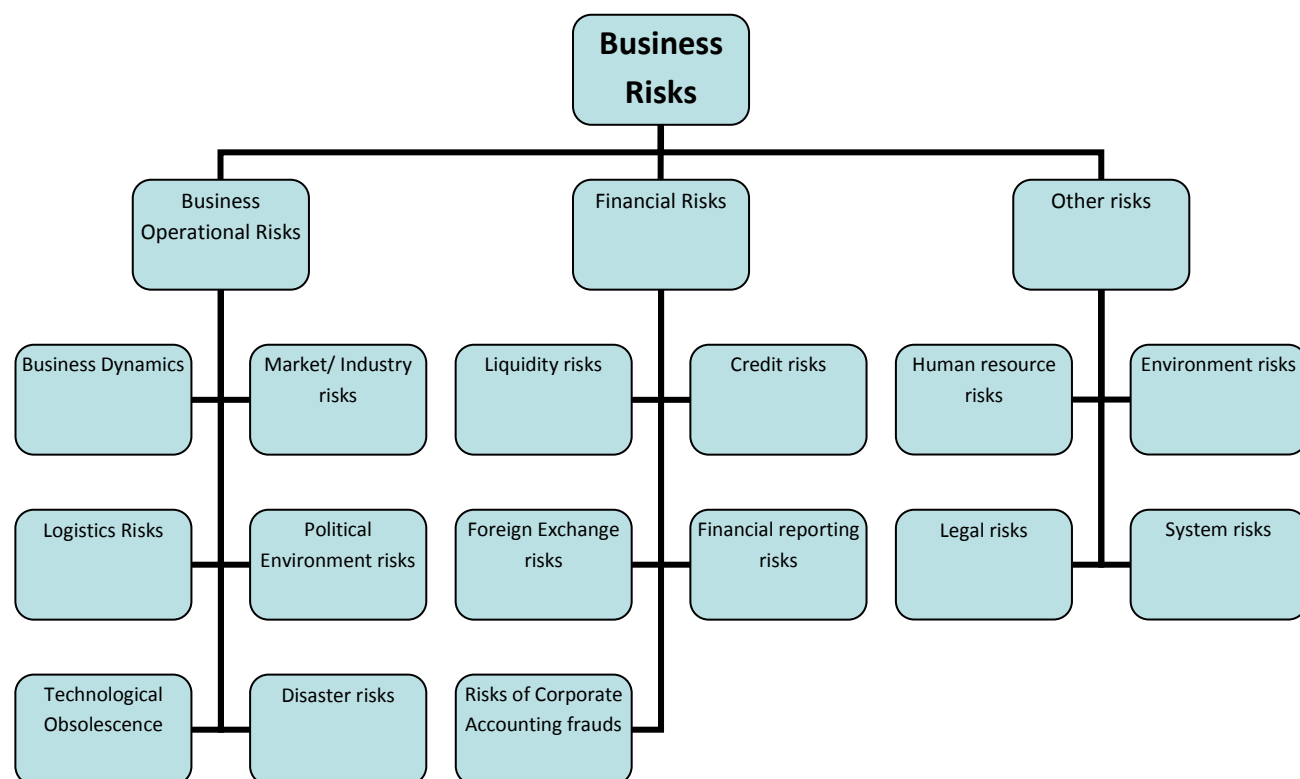 Business
Risks
Business
Operational Risks
Financial Risks
Other risks
Business Dynamics
Market/ Industry
risks
Liquidity risks
Credit risks
Human resource
risks
Environment risks
Logistics Risks
Political
Environment risks
Foreign Exchange
risks
Financial reporting
risks
Legal risks
System risks
Technological
Obsolescence
Disaster risks
Risks of Corporate
Accounting frauds